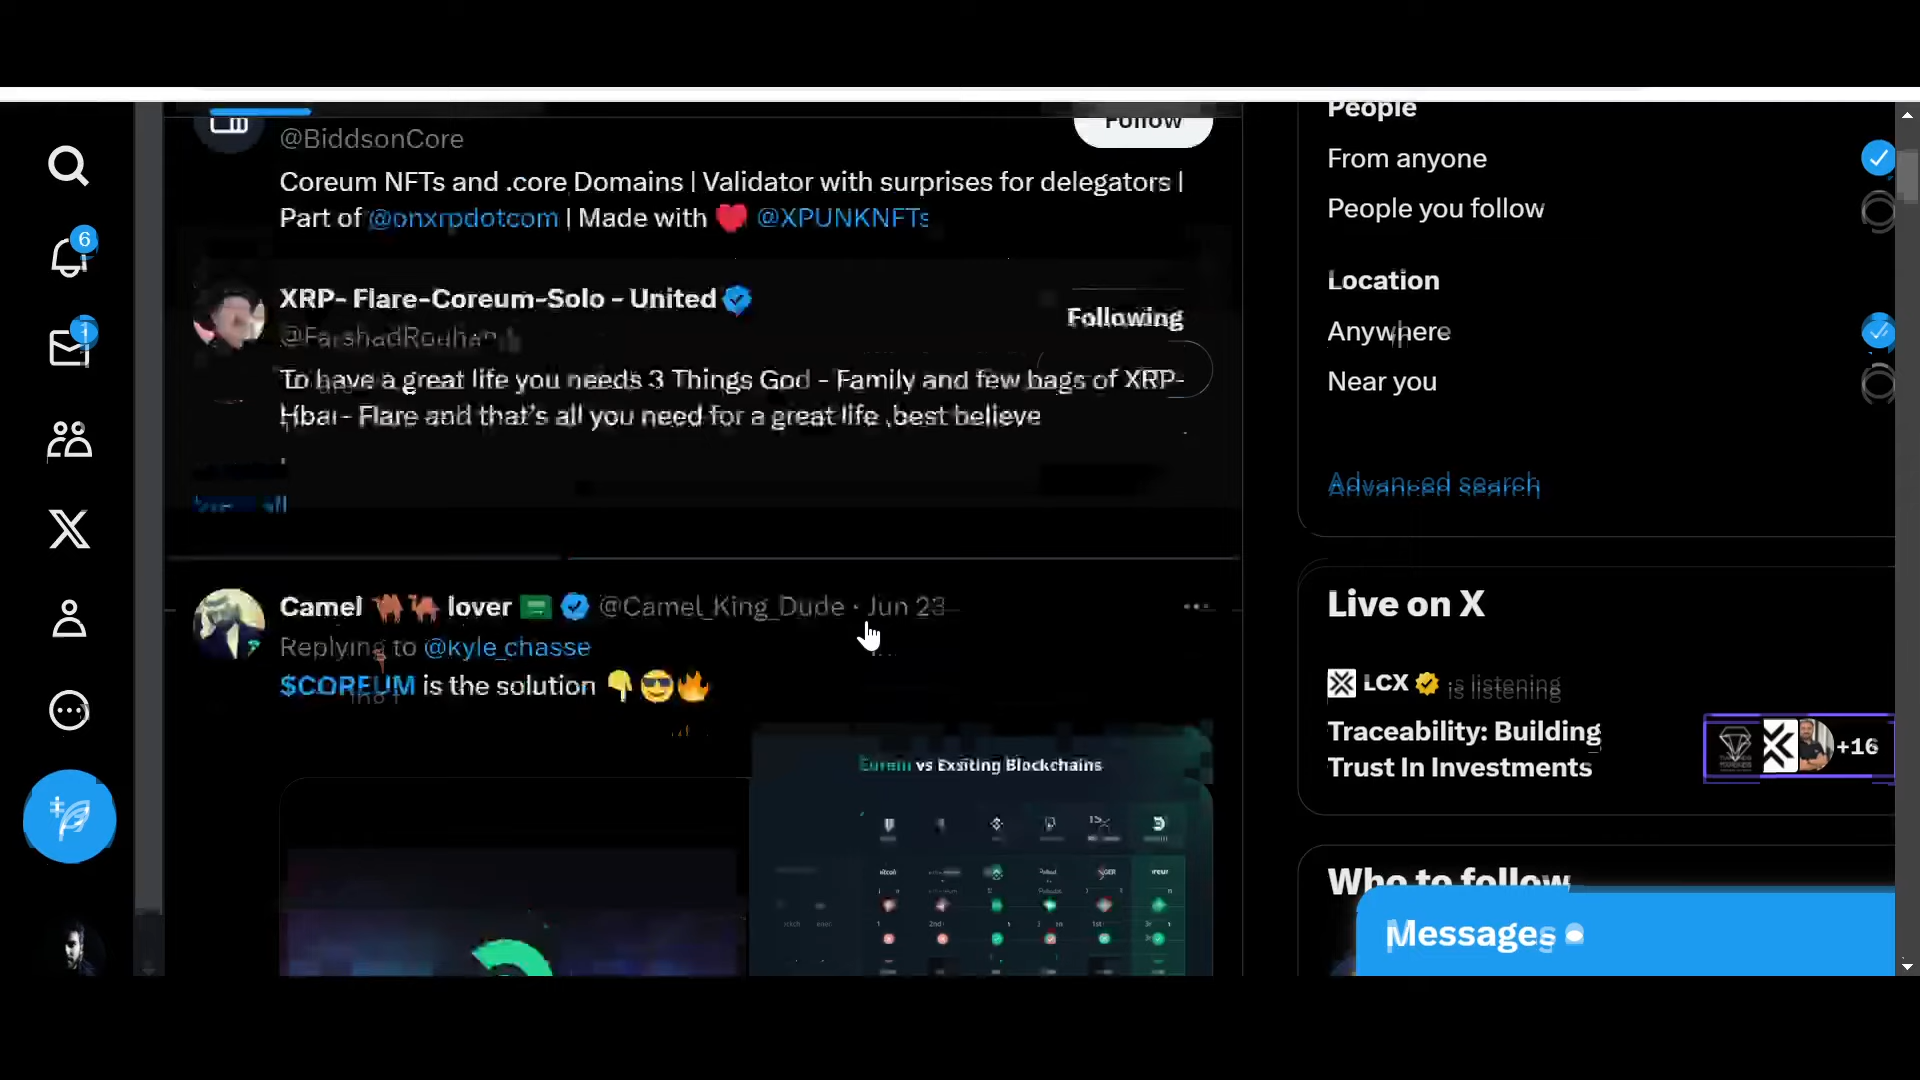 @BiddsonCore
Follow
Coreum NFTs and .core Domains | Validator with surprises for delegators |
Part of @onxrpdotcom | Made with ❤️ @XPUNKNFTs
XRP- Flare-Coreum-Solo - United
Following
To have a great life you needs 3 Things God - Family and few bags of XRP-
Hbar- Flare and that's all you need for a great life ,best believe
Camel 🐫🐪 lover 🇸🇦 @Camel_King_Dude · Jun 23
Replying to @kyle_chasse
$COREUM is the solution 👇😎🔥
vs Exsiting Blockchains
People
From anyone
People you follow
Location
Anywhere
Near you
Advanced search
Live on X
LCX is listening
Traceability: Building
Trust In Investments
+16
Who to follow
Messages
6
1